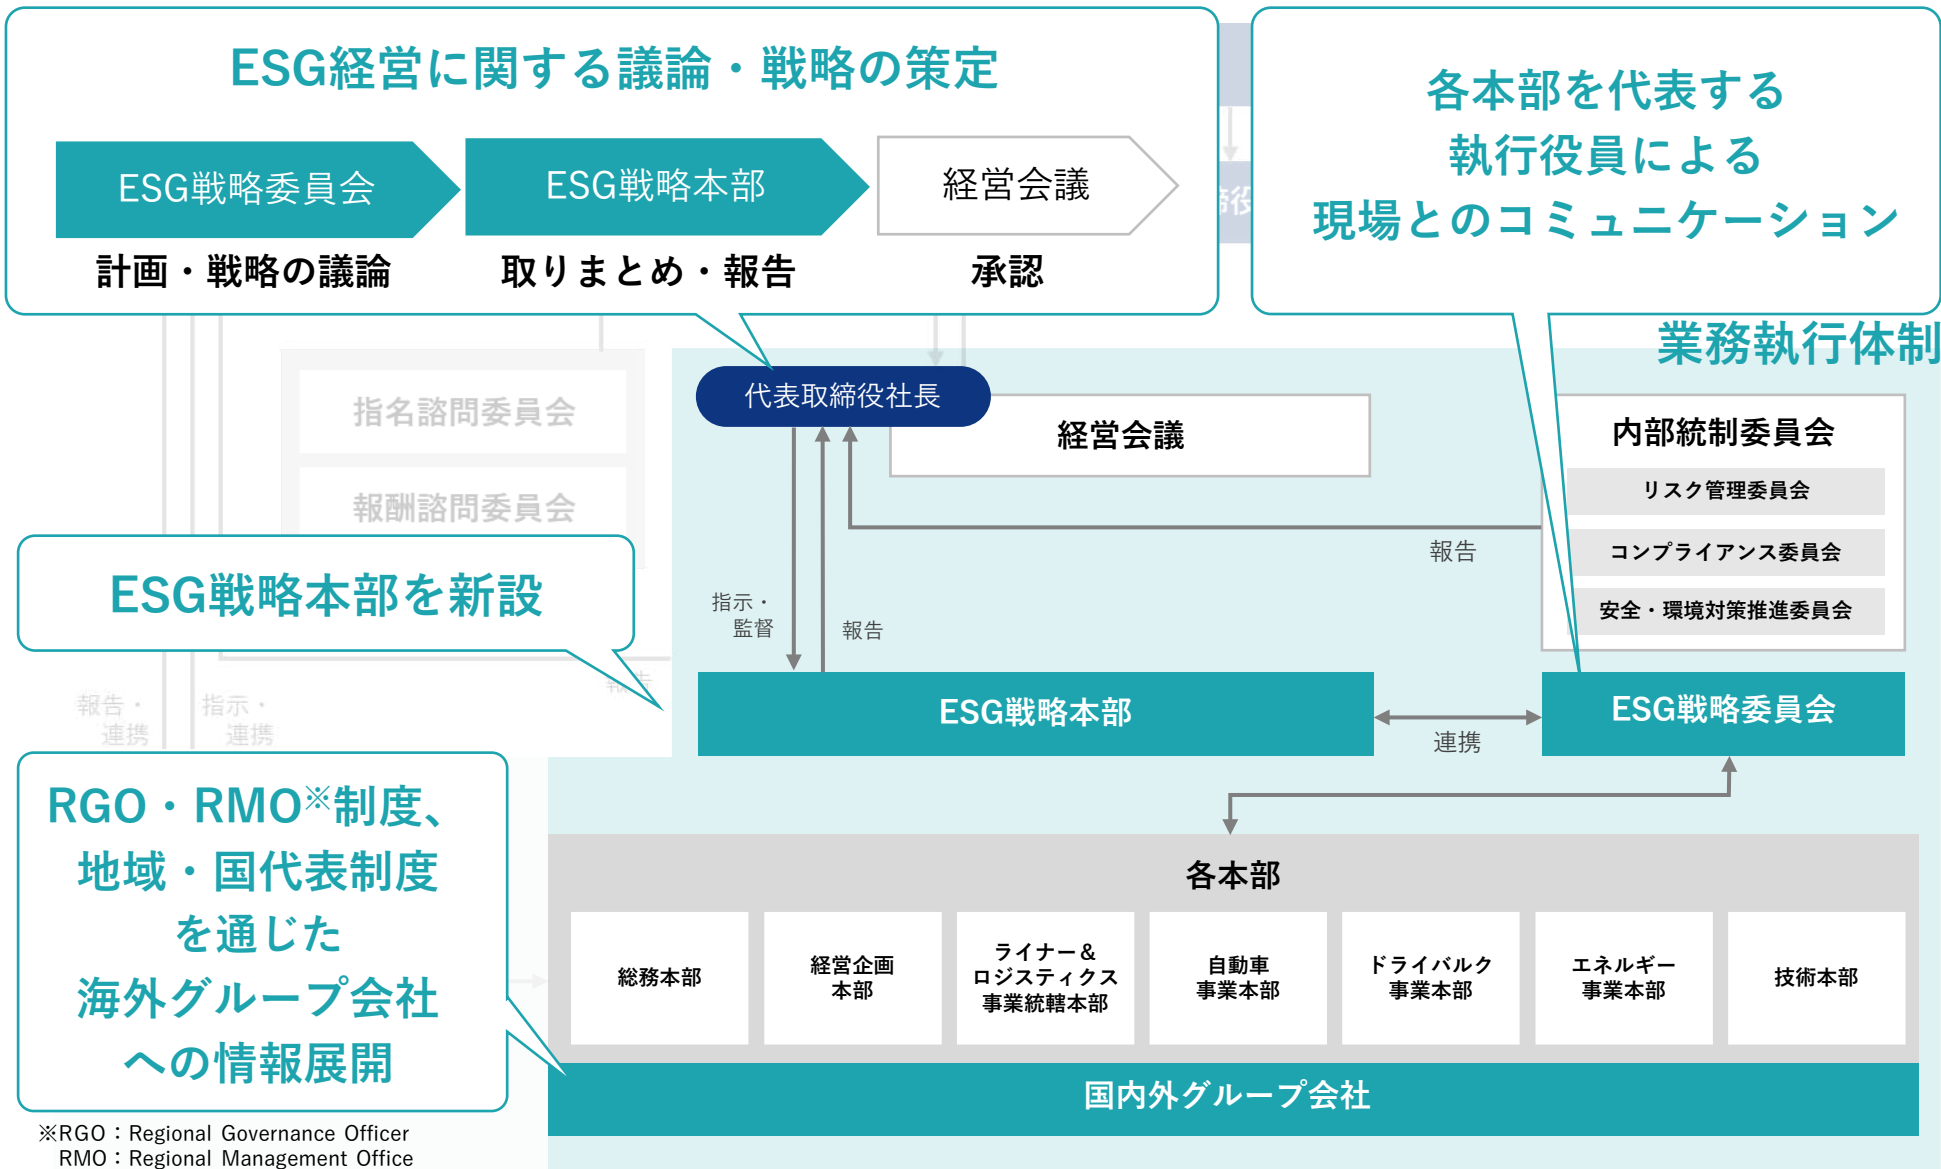 ESG経営に関する議論・戦略の策定
ESG戦略委員会
ESG戦略本部
経営会議
計画・戦略の議論
取りまとめ・報告
承認
各本部を代表する
執行役員による
現場とのコミュニケーション
業務執行体制
指名諮問委員会
報酬諮問委員会
代表取締役社長
経営会議
内部統制委員会
リスク管理委員会
コンプライアンス委員会
安全・環境対策推進委員会
報告
ESG戦略本部を新設
指示・
監督
報告
報告
報告・
連携
指示・
連携
ESG戦略本部
連携
ESG戦略委員会
RGO・RMO※制度、
地域・国代表制度
を通じた
海外グループ会社
への情報展開
各本部
総務本部
経営企画
本部
ライナー＆
ロジスティクス
事業統轄本部
自動車
事業本部
ドライバルク
事業本部
エネルギー
事業本部
技術本部
国内外グループ会社
※RGO：Regional Governance Officer
RMO：Regional Management Office